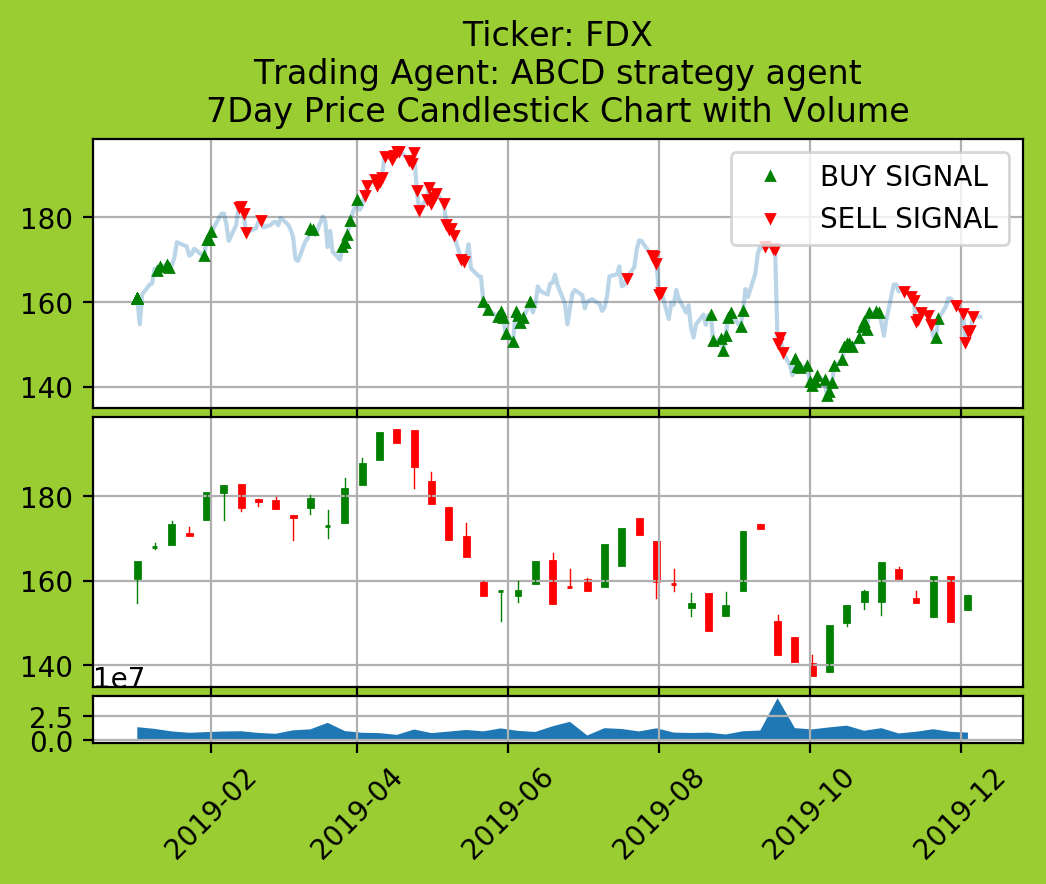 Ticker: FDX
Trading Agent: ABCD strategy agent
7Day Price Candlestick Chart with Volume
BUY SIGNAL
SELL SIGNAL
180
160
140
180
160
140
1e7
2.5
0.0
2019-02
2019-04
2019-06
2019-08
2019-10
2019-12